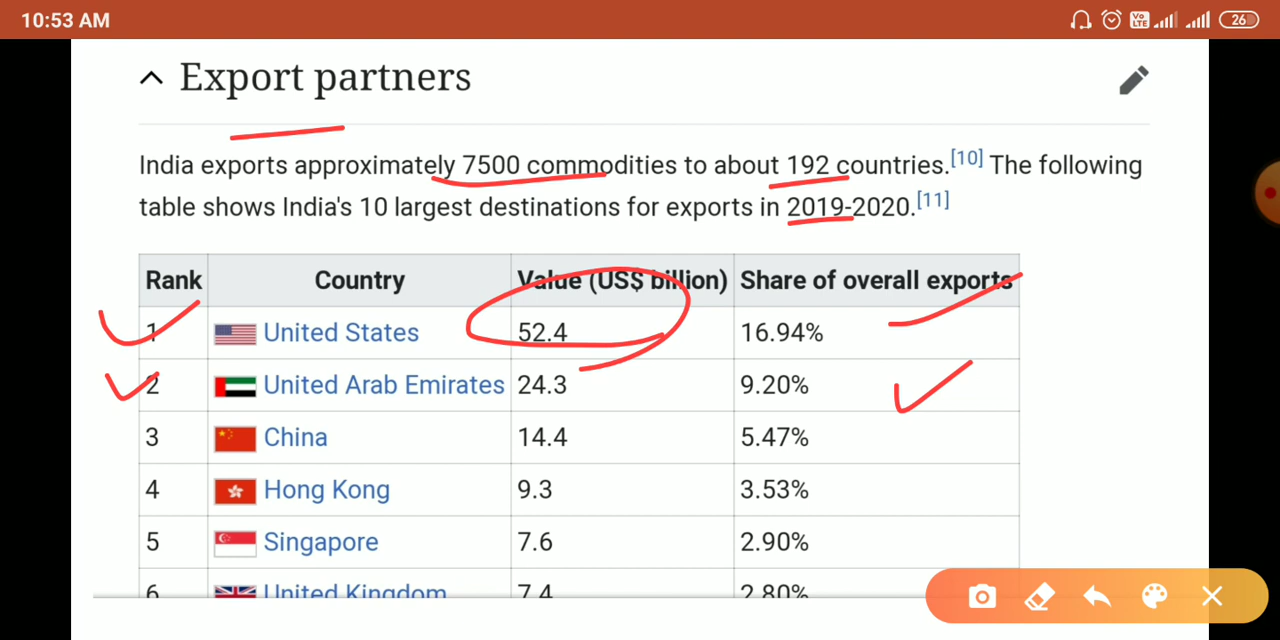 10:53 AM
Vo LTE
26
Export partners
India exports approximately 7500 commodities to about 192 countries.[10] The following
table shows India's 10 largest destinations for exports in 2019-2020.[11]
Rank Country Value (US$ billion) Share of overall exports
1 United States 52.4 16.94%
2 United Arab Emirates 24.3 9.20%
3 China 14.4 5.47%
4 Hong Kong 9.3 3.53%
5 Singapore 7.6 2.90%
6 United Kingdom 7.4 2.80%